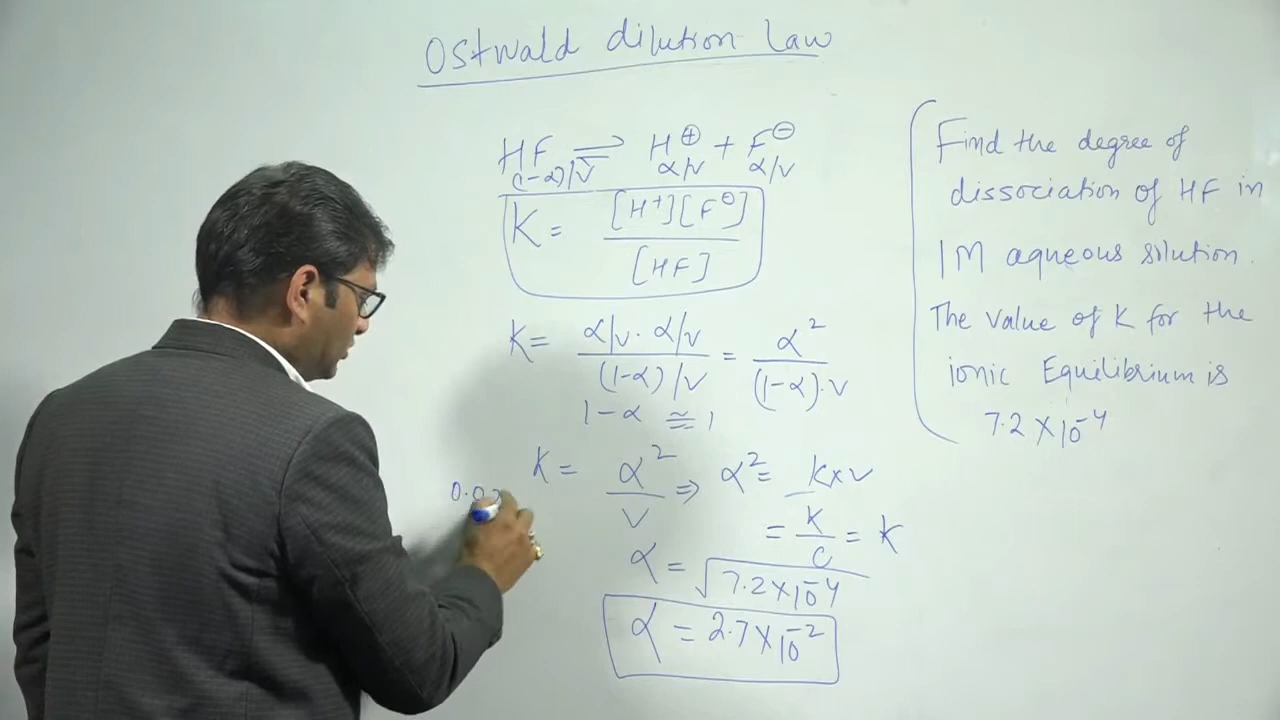 Ostwald dilution Law
HF ⇌ H⊕ + F⊖
(1-α)/V α/V α/V
K = [H⁺][F⊖] / [HF]
K = α/v · α/v / (1-α)/v = α² / (1-α)·v
1-α ≅ 1
K = α² / v ⇒ α² = K×v
= K/C = K
α = √7.2×10⁻⁴
α = 2.7×10⁻²
0.0
Find the degree of
dissociation of HF in
1M aqueous solution.
The value of K for the
ionic Equilibrium is
7.2×10⁻⁴